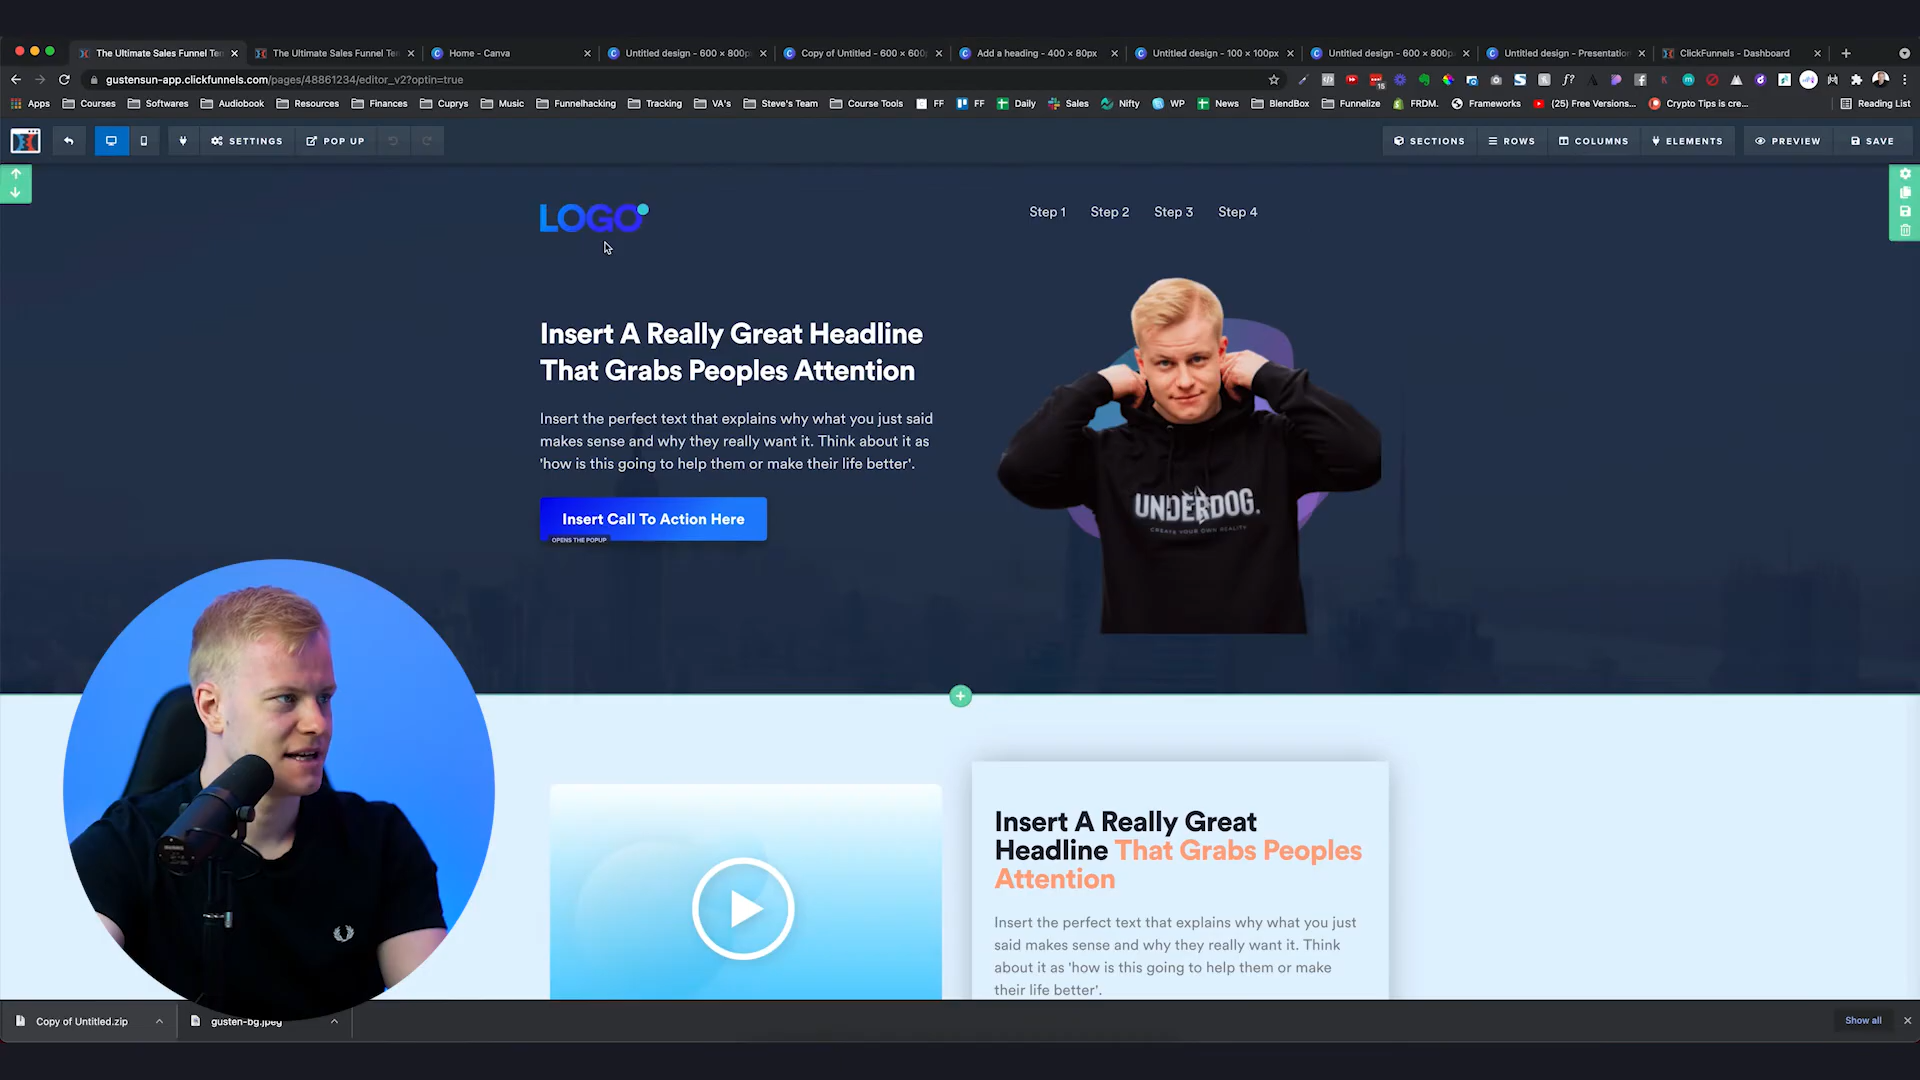 The Ultimate Sales Funnel Te
The Ultimate Sales Funnel Te
Home - Canva
Untitled design - 600 × 800p
Copy of Untitled - 600 × 600
Add a heading - 400 × 80px
Untitled design - 100 × 100px
Untitled design - 600 × 800p
Untitled design - Presentation
ClickFunnels - Dashboard
gustensun-app.clickfunnels.com/pages/48861234/editor_v2?optin=true
Apps
Courses
Softwares
Audiobook
Resources
Finances
Cuprys
Music
Funnelhacking
Tracking
VA's
Steve's Team
Course Tools
FF
FF
Daily
Sales
Nifty
WP
News
BlendBox
Funnelize
FRDM.
Frameworks
(25) Free Versions...
Crypto Tips is cre...
Reading List
SETTINGS
POP UP
SECTIONS
ROWS
COLUMNS
ELEMENTS
PREVIEW
SAVE
LOGO
Step 1
Step 2
Step 3
Step 4
Insert A Really Great Headline
That Grabs Peoples Attention
Insert the perfect text that explains why what you just said
makes sense and why they really want it. Think about it as
'how is this going to help them or make their life better'.
Insert Call To Action Here
OPENS THE POPUP
UNDERDOG.
CREATE YOUR OWN REALITY
Insert A Really Great
Headline That Grabs Peoples
Attention
Insert the perfect text that explains why what you just
said makes sense and why they really want it. Think
about it as 'how is this going to help them or make
their life better'.
Copy of Untitled.zip
gusten-bg.jpeg
Show all